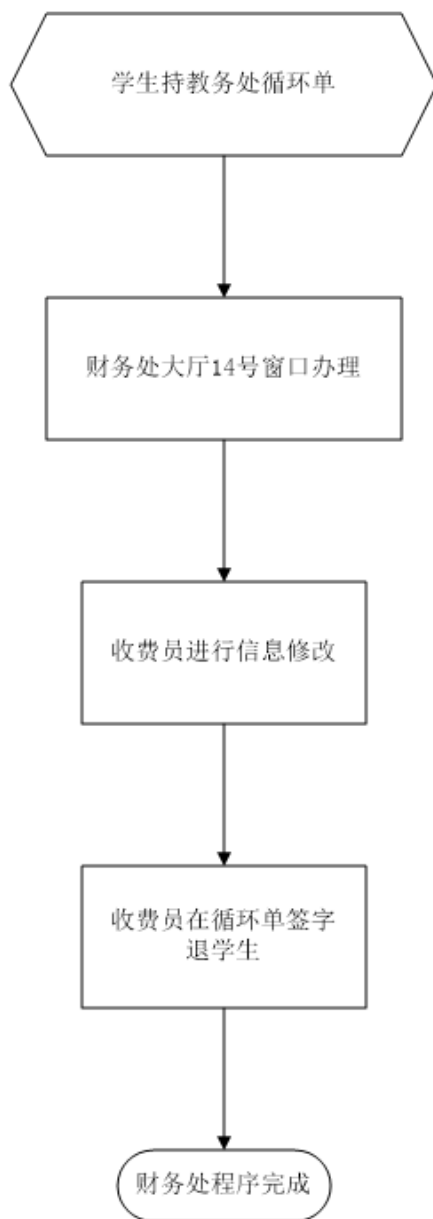 学生持教务处循环单
财务处大厅14号窗口办理
收费员进行信息修改
收费员在循环单签字
退学生
财务处程序完成